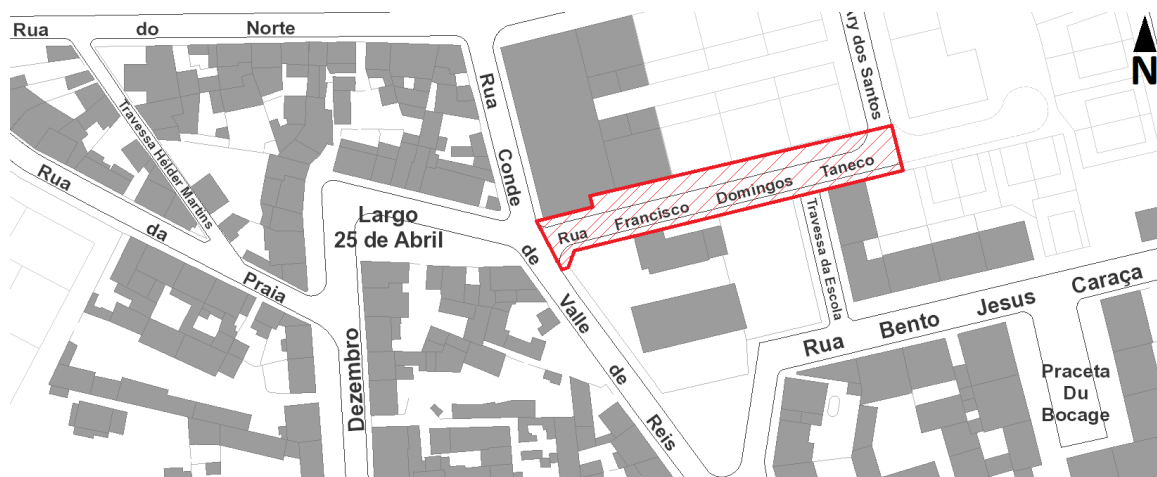 Rua do Norte
Rua Conde de Valle de Reis
Travessa Helder Martins
Rua da Praia
Largo
25 de Abril
Dezembro
Rua Francisco Domingos Taneco
ry dos Santos
Travessa da Escola
Rua Bento Jesus Caraça
Praceta
Du
Bocage
N